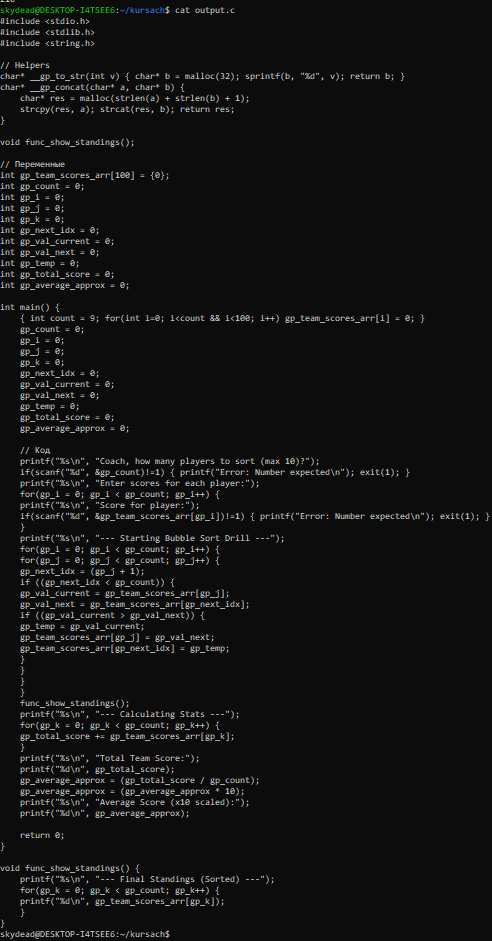 skydead@DESKTOP-I4TSEE6:~/kursach$ cat output.c
#include <stdio.h>
#include <stdlib.h>
#include <string.h>

// Helpers
char* __gp_to_str(int v) { char* b = malloc(32); sprintf(b, "%d", v); return b; }
char* __gp_concat(char* a, char* b) {
    char* res = malloc(strlen(a) + strlen(b) + 1);
    strcpy(res, a); strcat(res, b); return res;
}

void func_show_standings();

// Переменные
int gp_team_scores_arr[100] = {0};
int gp_count = 0;
int gp_i = 0;
int gp_j = 0;
int gp_k = 0;
int gp_next_idx = 0;
int gp_val_current = 0;
int gp_val_next = 0;
int gp_temp = 0;
int gp_total_score = 0;
int gp_average_approx = 0;

int main() {
    { int count = 9; for(int i=0; i<count && i<100; i++) gp_team_scores_arr[i] = 0; }
    gp_count = 0;
    gp_i = 0;
    gp_j = 0;
    gp_k = 0;
    gp_next_idx = 0;
    gp_val_current = 0;
    gp_val_next = 0;
    gp_temp = 0;
    gp_total_score = 0;
    gp_average_approx = 0;

    // Код
    printf("%s\n", "Coach, how many players to sort (max 10)?");
    if(scanf("%d", &gp_count)!=1) { printf("Error: Number expected\n"); exit(1); }
    printf("%s\n", "Enter scores for each player:");
    for(gp_i = 0; gp_i < gp_count; gp_i++) {
    printf("%s\n", "Score for player:");
    if(scanf("%d", &gp_team_scores_arr[gp_i])!=1) { printf("Error: Number expected\n"); exit(1); }
    }
    printf("%s\n", "--- Starting Bubble Sort Drill ---");
    for(gp_i = 0; gp_i < gp_count; gp_i++) {
    for(gp_j = 0; gp_j < gp_count; gp_j++) {
    gp_next_idx = (gp_j + 1);
    if ((gp_next_idx < gp_count)) {
    gp_val_current = gp_team_scores_arr[gp_j];
    gp_val_next = gp_team_scores_arr[gp_next_idx];
    if ((gp_val_current > gp_val_next)) {
    gp_temp = gp_val_current;
    gp_team_scores_arr[gp_j] = gp_val_next;
    gp_team_scores_arr[gp_next_idx] = gp_temp;
    }
    }
    }
    }
    func_show_standings();
    printf("%s\n", "--- Calculating Stats ---");
    for(gp_k = 0; gp_k < gp_count; gp_k++) {
    gp_total_score += gp_team_scores_arr[gp_k];
    }
    printf("%s\n", "Total Team Score:");
    printf("%d\n", gp_total_score);
    gp_average_approx = (gp_total_score / gp_count);
    gp_average_approx = (gp_average_approx * 10);
    printf("%s\n", "Average Score (x10 scaled):");
    printf("%d\n", gp_average_approx);

    return 0;
}

void func_show_standings() {
    printf("%s\n", "--- Final Standings (Sorted) ---");
    for(gp_k = 0; gp_k < gp_count; gp_k++) {
    printf("%d\n", gp_team_scores_arr[gp_k]);
    }
}
skydead@DESKTOP-I4TSEE6:~/kursach$